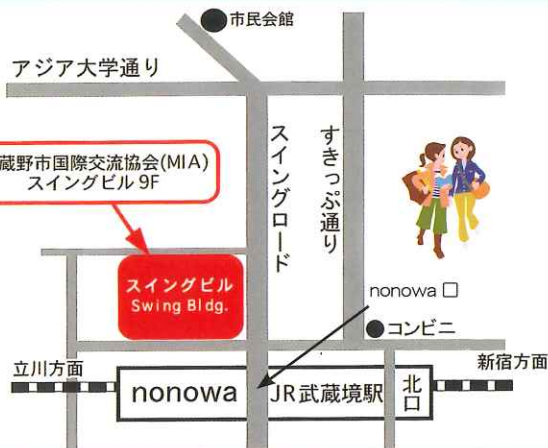 市民会館
アジア大学通り
蔵野市国際交流協会(MIA)
スイングビル 9F
スイングロード
すきっぷ通り
スイングビル
Swing Bldg.
nonowa 口
コンビニ
立川方面
新宿方面
nonowa
JR武蔵境駅
北口